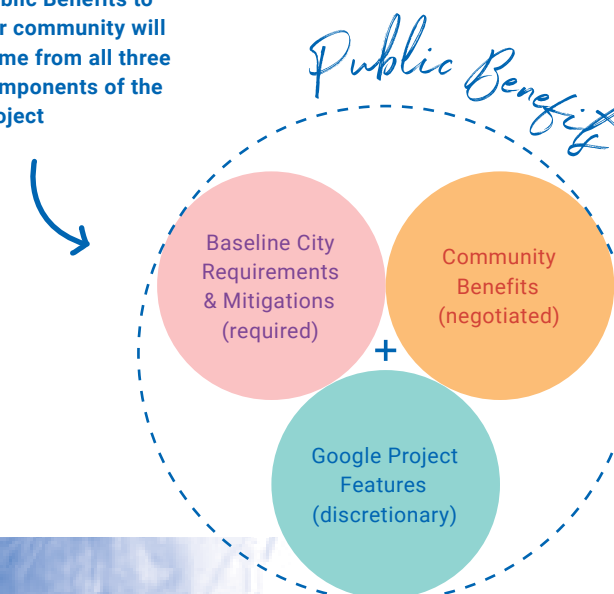 to
community will
from all three
of the
Public Benefits
Baseline City
Requirements
& Mitigations
(required)
Community
Benefits
(negotiated)
+
Google Project
Features
(discretionary)